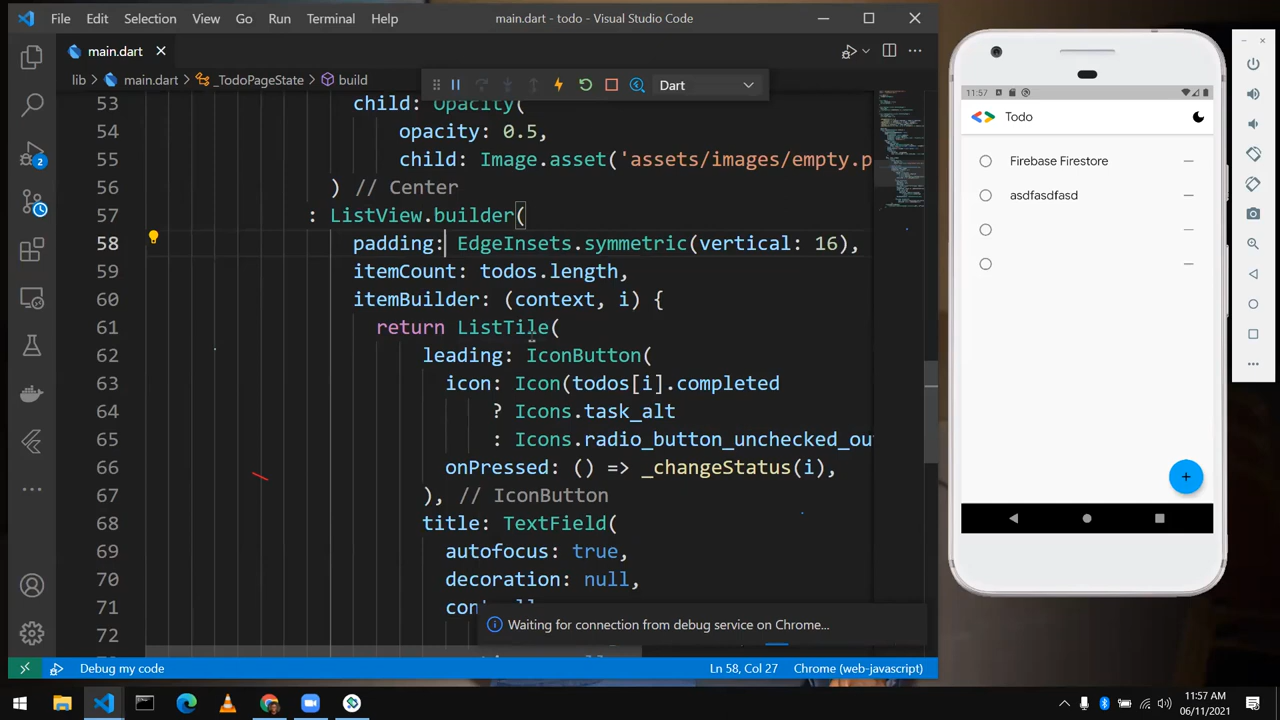 File Edit Selection View Go Run Terminal Help
main.dart - todo - Visual Studio Code
main.dart
lib > main.dart > _TodoPageState > build
Dart
53 child: Opacity(
54 opacity: 0.5,
55 child: Image.asset('assets/images/empty.p
56 ) // Center
57 : ListView.builder(
58 padding: EdgeInsets.symmetric(vertical: 16),
59 itemCount: todos.length,
60 itemBuilder: (context, i) {
61 return ListTile(
62 leading: IconButton(
63 icon: Icon(todos[i].completed
64 ? Icons.task_alt
65 : Icons.radio_button_unchecked_ou
66 onPressed: () => _changeStatus(i),
67 ), // IconButton
68 title: TextField(
69 autofocus: true,
70 decoration: null,
71
72
2
Waiting for connection from debug service on Chrome...
Debug my code
Ln 58, Col 27
Chrome (web-javascript)
11:57 AM
06/11/2021
11:57
Todo
Firebase Firestore
asdfasdfasd